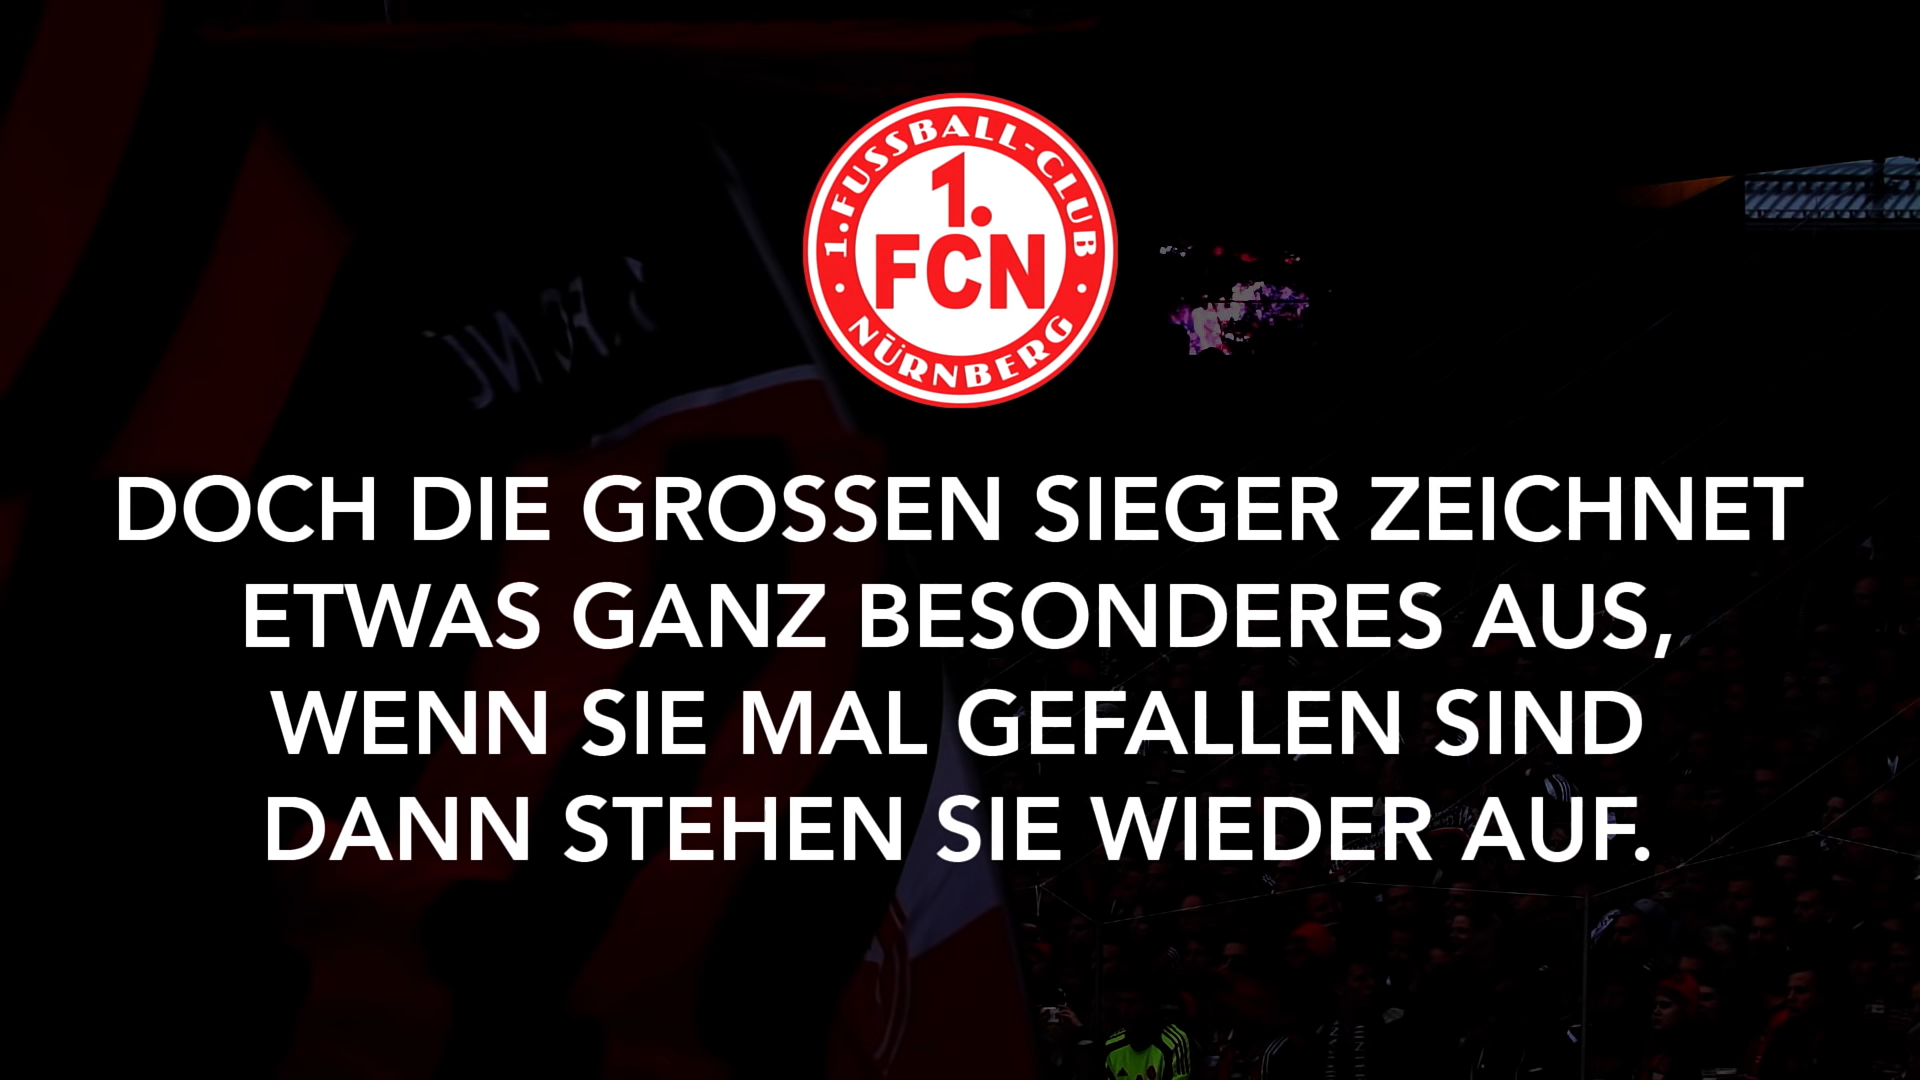 1. FUSSBALL-CLUB
1.
FCN
NÜRNBERG
DOCH DIE GROSSEN SIEGER ZEICHNET
ETWAS GANZ BESONDERES AUS,
WENN SIE MAL GEFALLEN SIND
DANN STEHEN SIE WIEDER AUF.